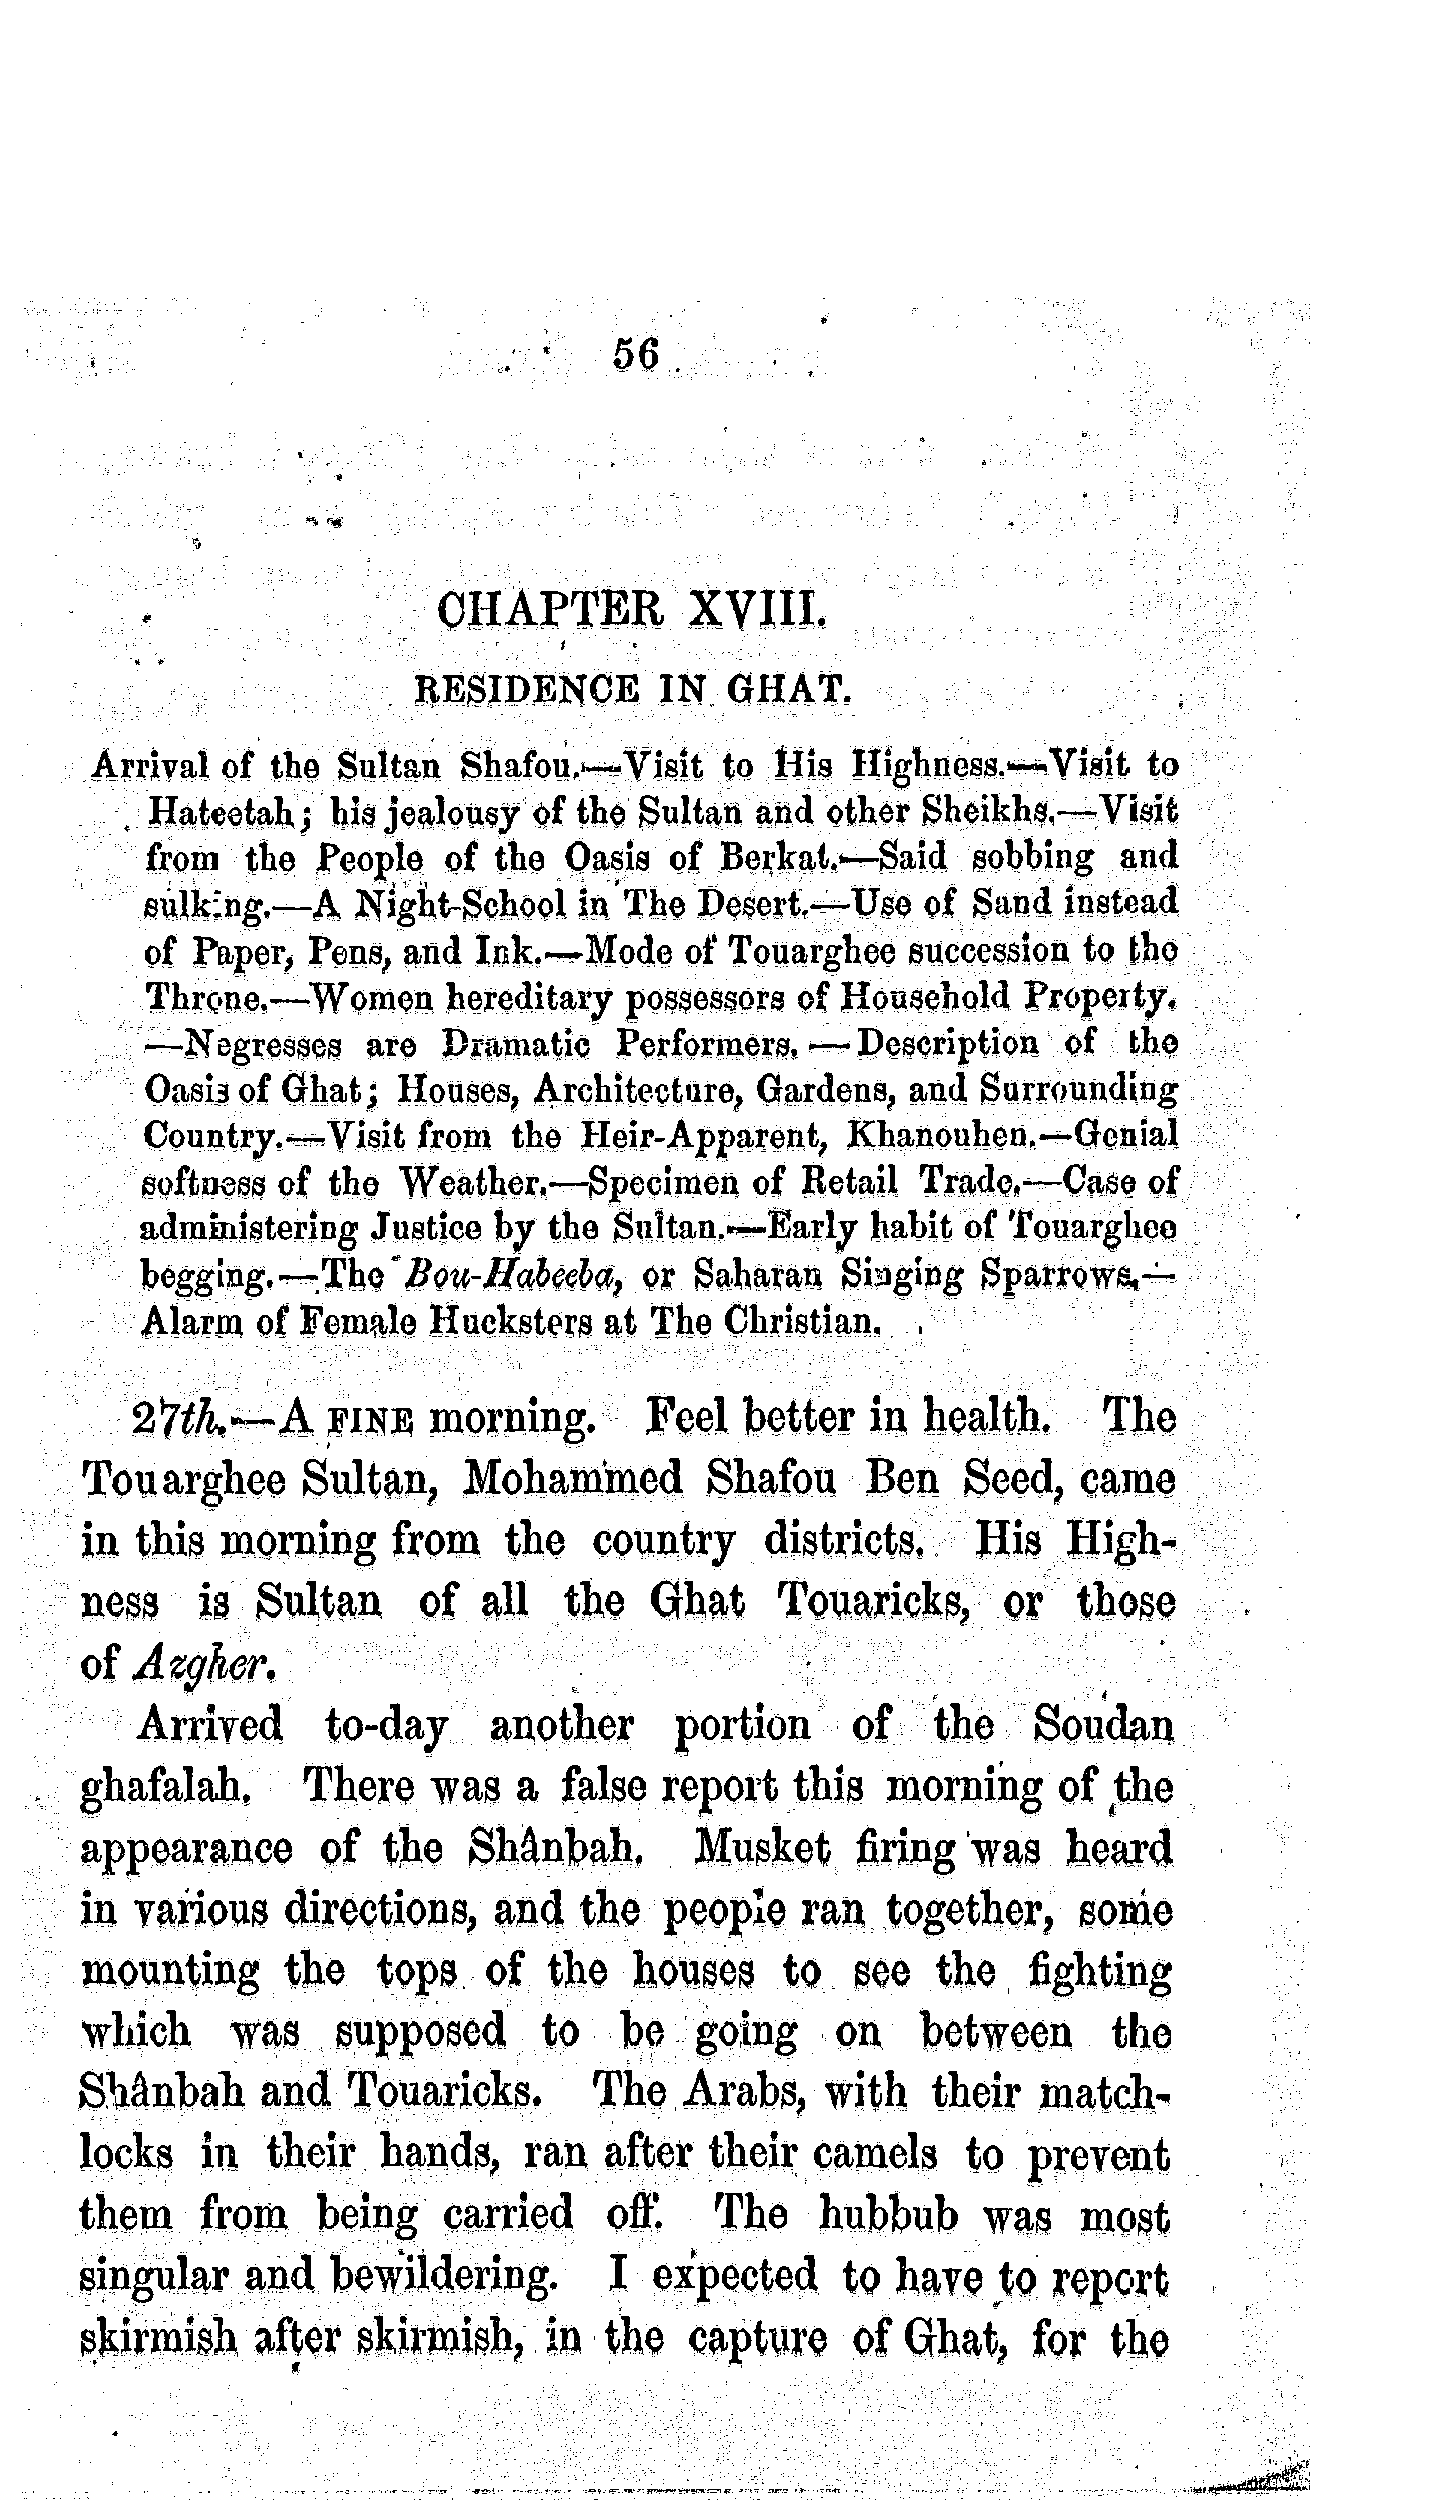 56
CHAPTER XVIII.
RESIDENCE IN GHAT.
Arrival of the Sultan Shafou.—Visit to His Highness.—Visit to
Hateetah; his jealousy of the Sultan and other Sheikhs.—Visit
from the People of the Oasis of Berkat.—Said sobbing and
sulking.—A Night-School in The Desert.—Use of Sand instead
of Paper, Pens, and Ink.—Mode of Touarghee succession to the
Throne.—Women hereditary possessors of Household Property.
—Negresses are Dramatic Performers.—Description of the
Oasis of Ghat; Houses, Architecture, Gardens, and Surrounding
Country.—Visit from the Heir-Apparent, Khanouhen.—Genial
softness of the Weather.—Specimen of Retail Trade.—Case of
administering Justice by the Sultan.—Early habit of Touarghee
begging.—The Bou-Habeeba, or Saharan Singing Sparrows.—
Alarm of Female Hucksters at The Christian.
27th.—A FINE morning. Feel better in health. The
Touarghee Sultan, Mohammed Shafou Ben Seed, came
in this morning from the country districts. His High-
ness is Sultan of all the Ghat Touaricks, or those
of Azgher.
Arrived to-day another portion of the Soudan
ghafalah. There was a false report this morning of the
appearance of the Shânbah. Musket firing was heard
in various directions, and the people ran together, some
mounting the tops of the houses to see the fighting
which was supposed to be going on between the
Shânbah and Touaricks. The Arabs, with their match-
locks in their hands, ran after their camels to prevent
them from being carried off. The hubbub was most
singular and bewildering. I expected to have to report
skirmish after skirmish, in the capture of Ghat, for the